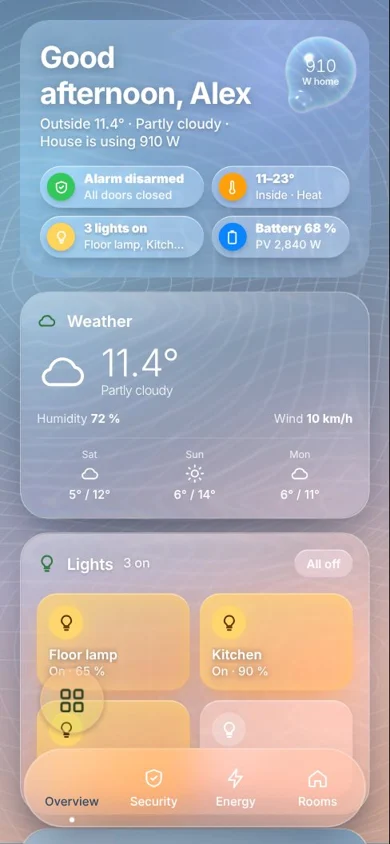 Good
afternoon, Alex
910
W home
Outside 11.4° · Partly cloudy ·
House is using 910 W
Alarm disarmed
All doors closed
11–23°
Inside · Heat
3 lights on
Floor lamp, Kitch...
Battery 68 %
PV 2,840 W
Weather
11.4°
Partly cloudy
Humidity 72 %
Wind 10 km/h
Sat
Sun
Mon
5° / 12°
6° / 14°
6° / 11°
Lights 3 on
All off
Floor lamp
On · 65 %
Kitchen
On · 90 %
Overview
Security
Energy
Rooms